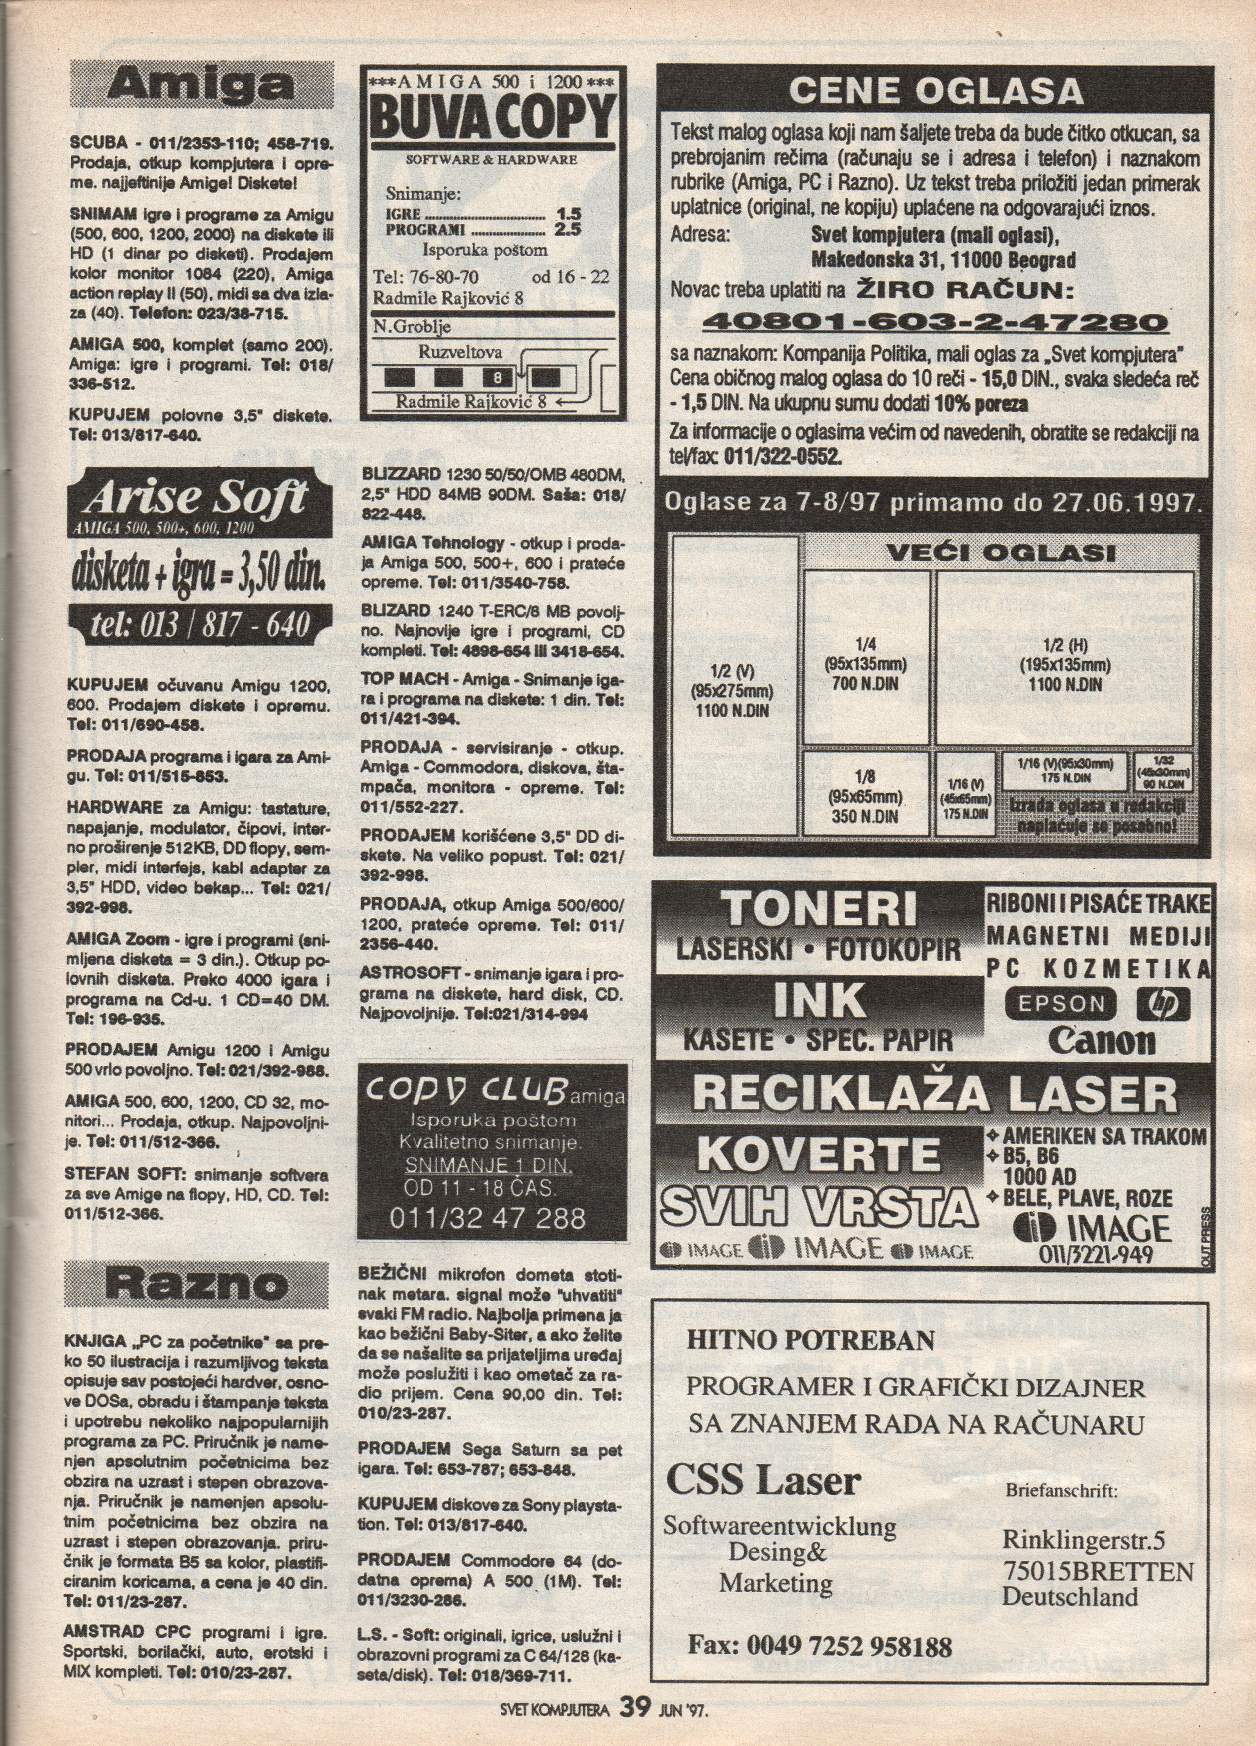 Amiga
SCUBA - 011/2353-110; 458-719.
Prodaja, otkup kompjutera i opre-
me. najjeftinije Amige! Diskete!
SNIMAM igre i programe za Amigu
(500, 600, 1200, 2000) na diskete ili
HD (1 dinar po disketi). Prodajem
kolor monitor 1084 (220), Amiga
action replay II (50), midi sa dva izla-
za (40). Telefon: 023/38-715.
AMIGA 500, komplet (samo 200).
Amiga: igre i programi. Tel: 018/
336-512.
KUPUJEM polovne 3,5" diskete.
Tel: 013/817-640.
Arise Soft
AMIGA 500, 500+, 600, 1200
disketa + igra = 3,50 din.
tel: 013 / 817 - 640
KUPUJEM očuvanu Amigu 1200,
600. Prodajem diskete i opremu.
Tel: 011/690-458.
PRODAJA programa i igara za Ami-
gu. Tel: 011/515-853.
HARDWARE za Amigu: tastature,
napajanje, modulator, čipovi, inter-
no proširenje 512KB, DD flopy, sem-
pler, midi interfejs, kabl adapter za
3,5" HDD, video bekap... Tel: 021/
392-998.
AMIGA Zoom - igre i programi (sni-
mljena disketa = 3 din.). Otkup po-
lovnih disketa. Preko 4000 igara i
programa na Cd-u. 1 CD=40 DM.
Tel: 196-935.
PRODAJEM Amigu 1200 i Amigu
500 vrlo povoljno. Tel: 021/392-988.
AMIGA 500, 600, 1200, CD 32, mo-
nitori... Prodaja, otkup. Najpovoljni-
je. Tel: 011/512-366.
STEFAN SOFT: snimanje softvera
za sve Amige na flopy, HD, CD. Tel:
011/512-366.
Razno
KNJIGA „PC za početnike" sa pre-
ko 50 ilustracija i razumljivog teksta
opisuje sav postojeći hardver, osno-
ve DOSa, obradu i štampanje teksta
i upotrebu nekoliko najpopularnijih
programa za PC. Priručnik je name-
njen apsolutnim početnicima bez
obzira na uzrast i stepen obrazova-
nja. Priručnik je namenjen apsolu-
tnim početnicima bez obzira na
uzrast i stepen obrazovanja. priru-
čnik je formata B5 sa kolor, plastifi-
ciranim koricama, a cena je 40 din.
Tel: 011/23-287.
AMSTRAD CPC programi i igre.
Sportski, borilački, auto, erotski i
MIX kompleti. Tel: 010/23-287.
***AMIGA 500 i 1200***
BUVA COPY
SOFTWARE & HARDWARE
Snimanje:
IGRE .............................. 1.5
PROGRAMI ................... 2.5
Isporuka poštom
Tel: 76-80-70 od 16 - 22
Radmile Rajković 8
N.Groblje
Ruzveltova
8
Radmile Rajković 8
BLIZZARD 1230 50/50/OMB 480DM,
2,5" HDD 84MB 90DM. Saša: 018/
822-448.
AMIGA Tehnology - otkup i proda-
ja Amiga 500, 500+, 600 i prateće
opreme. Tel: 011/3540-758.
BLIZARD 1240 T-ERC/8 MB povolj-
no. Najnovije igre i programi, CD
kompleti. Tel: 4898-654 ili 3418-654.
TOP MACH - Amiga - Snimanje iga-
ra i programa na diskete: 1 din. Tel:
011/421-394.
PRODAJA - servisiranje - otkup.
Amiga - Commodora, diskova, šta-
mpača, monitora - opreme. Tel:
011/552-227.
PRODAJEM korišćene 3,5" DD di-
skete. Na veliko popust. Tel: 021/
392-998.
PRODAJA, otkup Amiga 500/600/
1200, prateće opreme. Tel: 011/
2356-440.
ASTROSOFT - snimanje igara i pro-
grama na diskete, hard disk, CD.
Najpovoljnije. Tel:021/314-994
COPY CLUB amiga
Isporuka poštom
Kvalitetno snimanje.
SNIMANJE 1 DIN.
OD 11 - 18 ČAS.
011/32 47 288
BEŽIČNI mikrofon dometa stoti-
nak metara. signal može "uhvatiti"
svaki FM radio. Najbolja primena ja
kao bežični Baby-Siter, a ako želite
da se našalite sa prijateljima uređaj
može poslužiti i kao ometač za ra-
dio prijem. Cena 90,00 din. Tel:
010/23-287.
PRODAJEM Sega Saturn sa pet
igara. Tel: 653-787; 653-848.
KUPUJEM diskove za Sony playsta-
tion. Tel: 013/817-640.
PRODAJEM Commodore 64 (do-
datna oprema) A 500 (1M). Tel:
011/3230-286.
L.S. - Soft: originali, igrice, uslužni i
obrazovni programi za C 64/128 (ka-
seta/disk). Tel: 018/369-711.
CENE OGLASA
Tekst malog oglasa koji nam šaljete treba da bude čitko otkucan, sa
prebrojanim rečima (računaju se i adresa i telefon) i naznakom
rubrike (Amiga, PC i Razno). Uz tekst treba priložiti jedan primerak
uplatnice (original, ne kopiju) uplaćene na odgovarajući iznos.
Adresa: Svet kompjutera (mali oglasi),
Makedonska 31, 11000 Beograd
Novac treba uplatiti na ŽIRO RAČUN:
40801-603-2-47280
sa naznakom: Kompanija Politika, mali oglas za „Svet kompjutera"
Cena običnog malog oglasa do 10 reči - 15,0 DIN., svaka sledeća reč
- 1,5 DIN. Na ukupnu sumu dodati 10% poreza
Za informacije o oglasima većim od navedenih, obratite se redakciji na
tel/fax: 011/322-0552.
Oglase za 7-8/97 primamo do 27.06.1997.
VEĆI OGLASI
1/2 (V)
(95x275mm)
1100 N.DIN
1/4
(95x135mm)
700 N.DIN
1/2 (H)
(195x135mm)
1100 N.DIN
1/8
(95x65mm)
350 N.DIN
1/16 (V)
(45x65mm)
175 N.DIN
1/16 (V)(95x30mm)
175 N.DIN
1/32
(45x30mm)
90 N.DIN
Izrada oglasa u redakciji
naplaćuje se posebno!
TONERI
LASERSKI • FOTOKOPIR
INK
KASETE • SPEC. PAPIR
RIBONI I PISAĆE TRAKE
MAGNETNI MEDIJI
PC KOZMETIKA
EPSON hp
Canon
RECIKLAŽA LASER
KOVERTE
SVIH VRSTA
IMAGE IMAGE IMAGE
AMERIKEN SA TRAKOM
B5, B6
1000 AD
BELE, PLAVE, ROZE
IMAGE
011/3221-949
OUT PRESS
HITNO POTREBAN
PROGRAMER I GRAFIČKI DIZAJNER
SA ZNANJEM RADA NA RAČUNARU
CSS Laser
Softwareentwicklung
Desing&
Marketing
Briefanschrift:
Rinklingerstr.5
75015BRETTEN
Deutschland
Fax: 0049 7252 958188
SVET KOMPJUTERA 39 JUN '97.